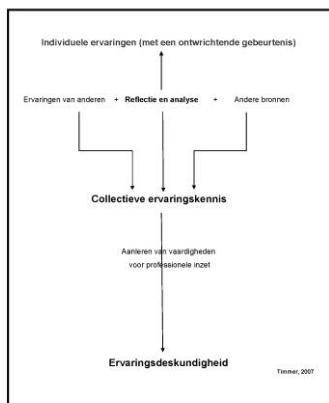 Individuele ervaringen (met een ontwrichtende gebeurtenis)
Ervaringen van anderen + Reflectie en analyse + Andere bronnen
Collectieve ervaringskennis
Aanleren van vaardigheden
voor professionele inzet
Ervaringsdeskundigheid
Timmer, 2007